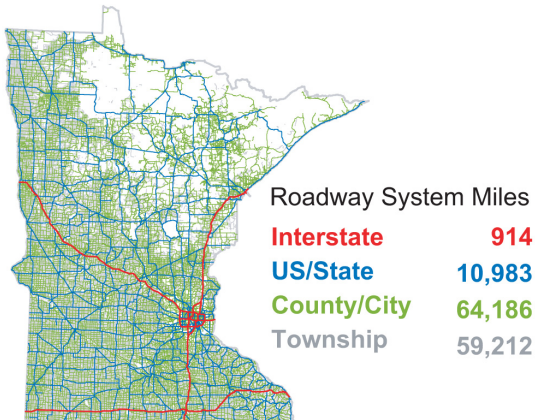 Roadway System Miles
Interstate 914
US/State 10,983
County/City 64,186
Township 59,212